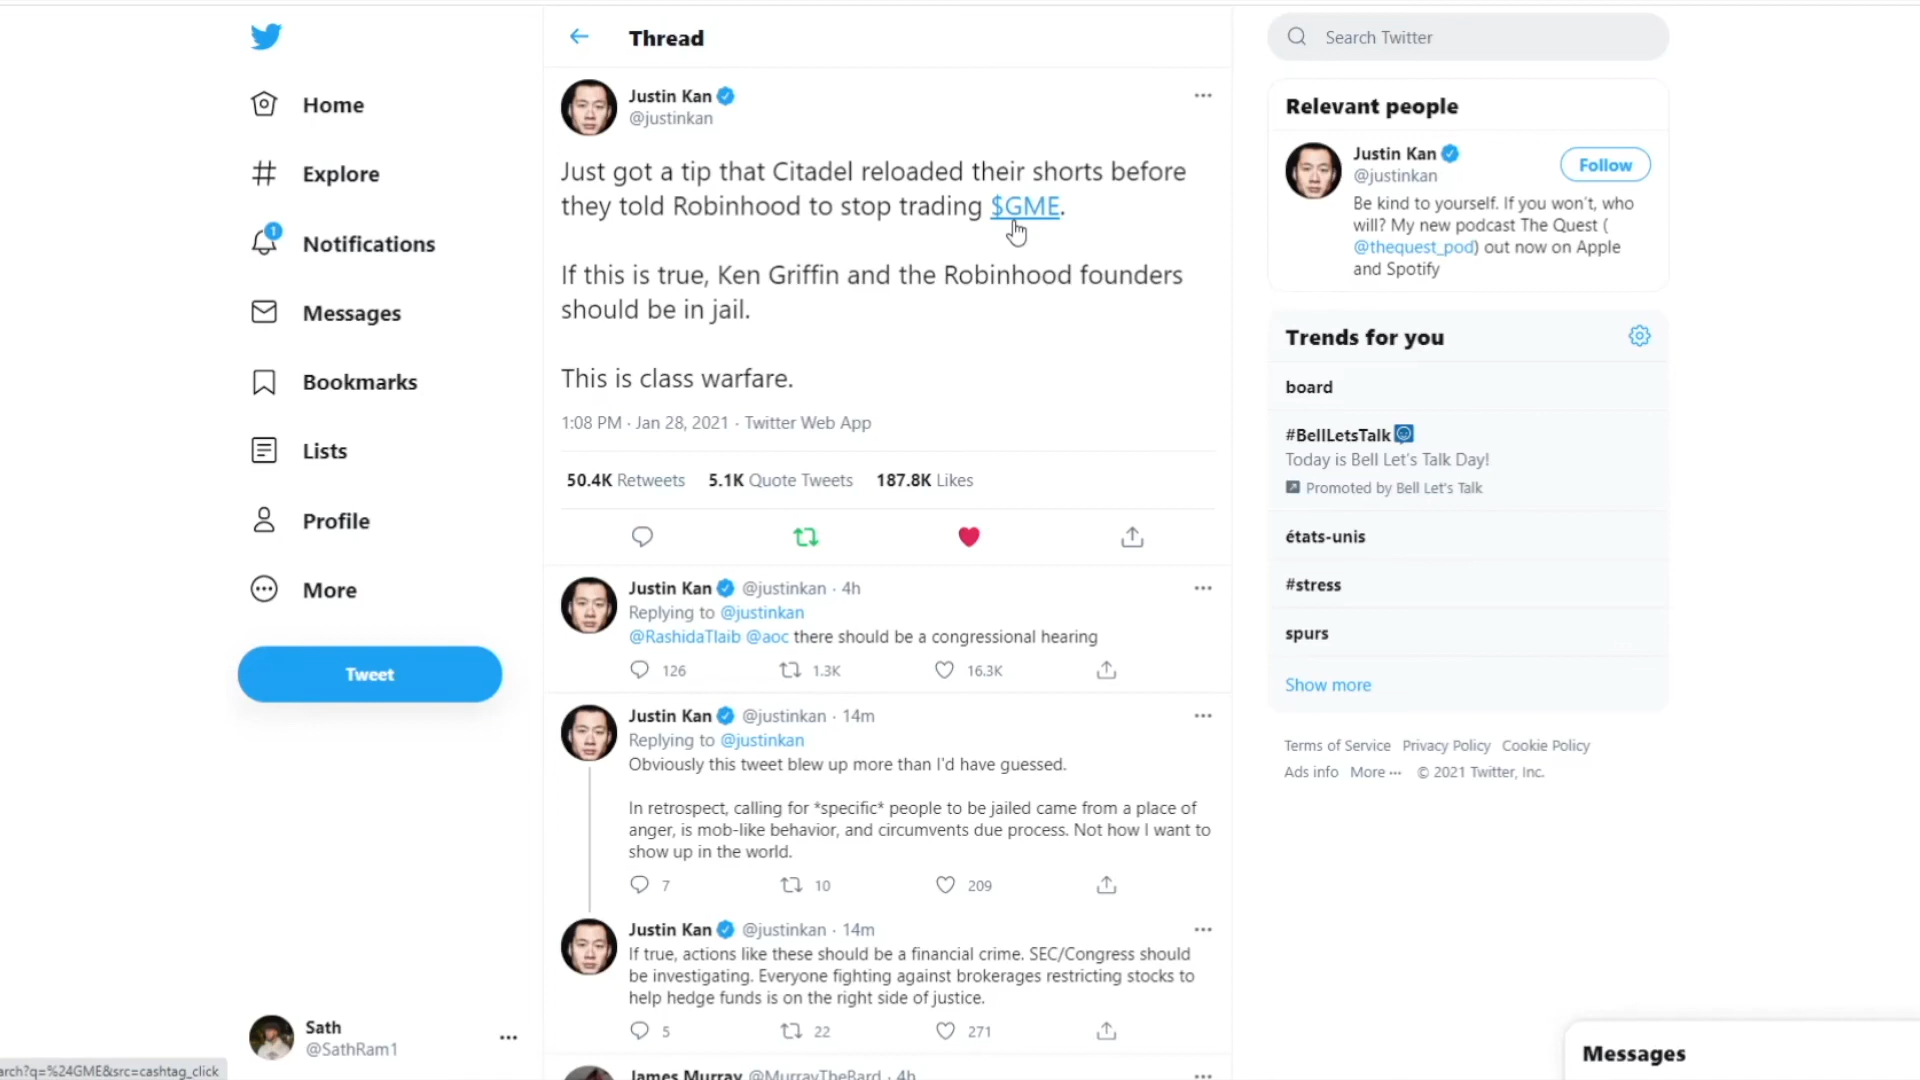 Home
Explore
1
Notifications
Messages
Bookmarks
Lists
Profile
More
Tweet
Sath
@SathRam1
arch?q=%24GME&src=cashtag_click
Thread
Justin Kan
@justinkan
Just got a tip that Citadel reloaded their shorts before
they told Robinhood to stop trading $GME.
If this is true, Ken Griffin and the Robinhood founders
should be in jail.
This is class warfare.
1:08 PM · Jan 28, 2021 · Twitter Web App
50.4K Retweets 5.1K Quote Tweets 187.8K Likes
Justin Kan @justinkan · 4h
Replying to @justinkan
@RashidaTlaib @aoc there should be a congressional hearing
126 1.3K 16.3K
Justin Kan @justinkan · 14m
Replying to @justinkan
Obviously this tweet blew up more than I'd have guessed.
In retrospect, calling for *specific* people to be jailed came from a place of
anger, is mob-like behavior, and circumvents due process. Not how I want to
show up in the world.
7 10 209
Justin Kan @justinkan · 14m
If true, actions like these should be a financial crime. SEC/Congress should
be investigating. Everyone fighting against brokerages restricting stocks to
help hedge funds is on the right side of justice.
5 22 271
James Murray @MurrayTheBard · 4h
Search Twitter
Relevant people
Justin Kan
@justinkan
Follow
Be kind to yourself. If you won't, who
will? My new podcast The Quest (
@thequest_pod) out now on Apple
and Spotify
Trends for you
board
#BellLetsTalk
Today is Bell Let's Talk Day!
Promoted by Bell Let's Talk
états-unis
#stress
spurs
Show more
Terms of Service Privacy Policy Cookie Policy
Ads info More ··· © 2021 Twitter, Inc.
Messages